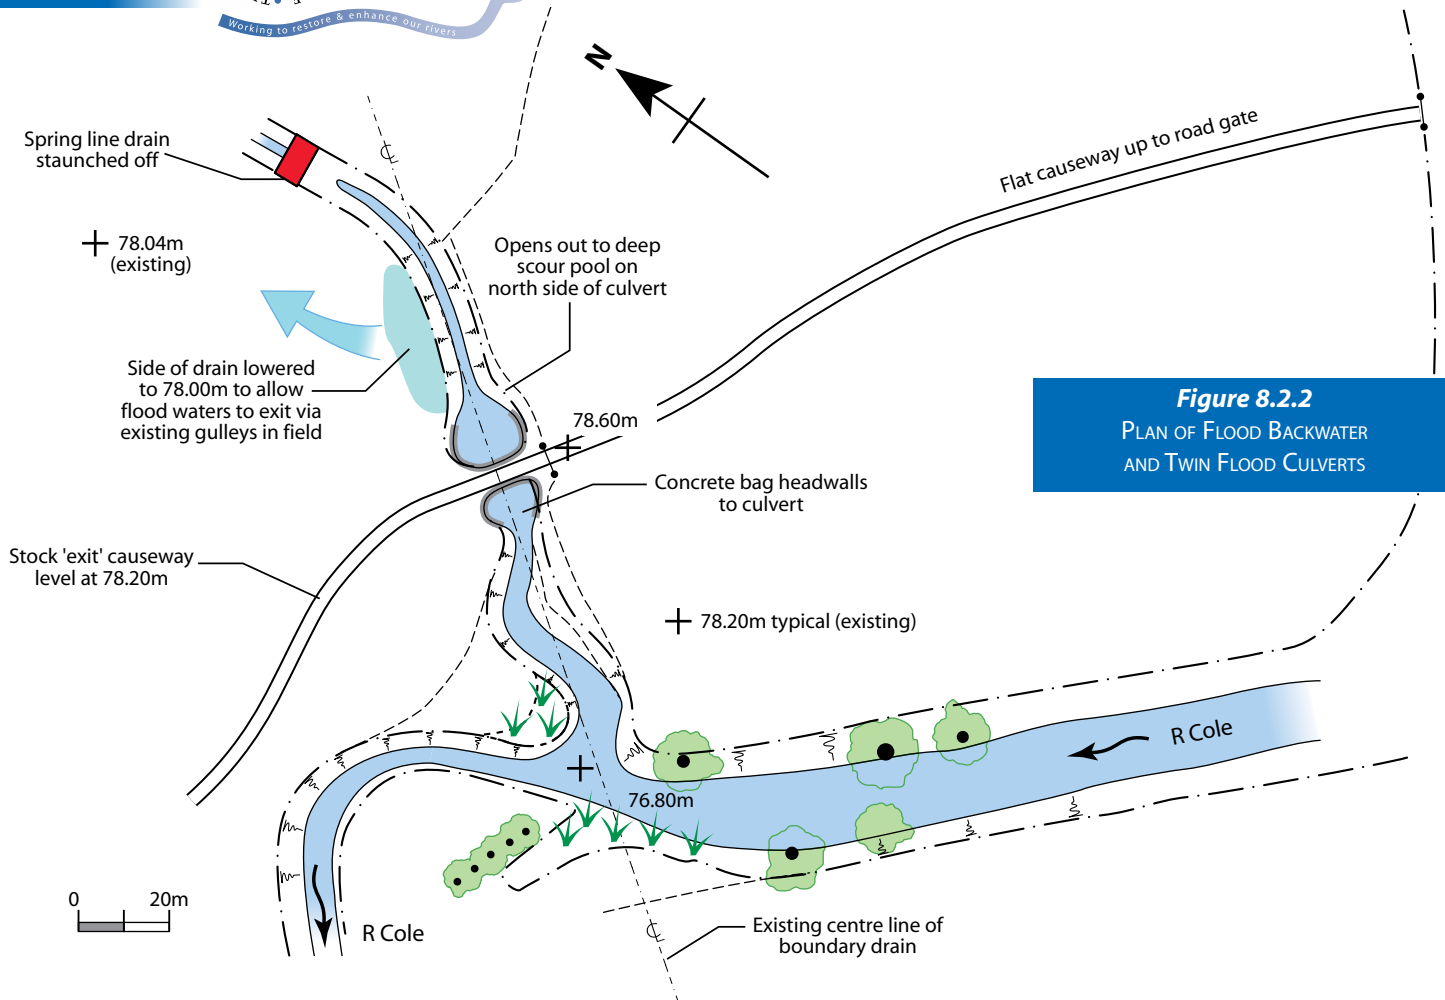 Working to restore & enhance our rivers
N
Spring line drain
staunched off
Flat causeway up to road gate
78.04m
(existing)
Opens out to deep
scour pool on
north side of culvert
Side of drain lowered
to 78.00m to allow
flood waters to exit via
existing gulleys in field
78.60m
Figure 8.2.2
PLAN OF FLOOD BACKWATER
AND TWIN FLOOD CULVERTS
Concrete bag headwalls
to culvert
Stock 'exit' causeway
level at 78.20m
78.20m typical (existing)
R Cole
76.80m
0 20m
R Cole
Existing centre line of
boundary drain